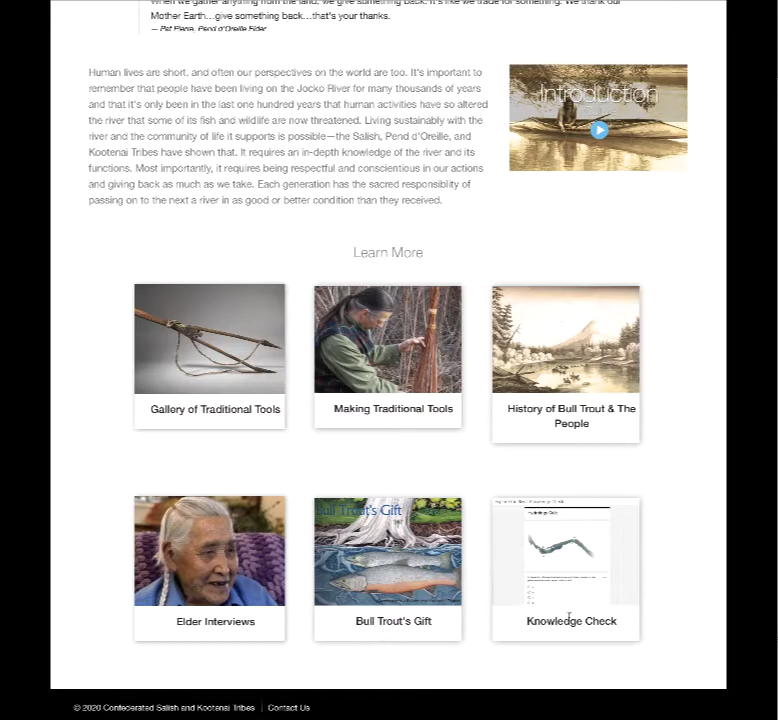 When we gather anything from the land, we give something back. It's like we trade for something. We thank our
Mother Earth…give something back…that's your thanks.
— Pat Pierre, Pend d'Oreille Elder
Human lives are short, and often our perspectives on the world are too. It's important to
remember that people have been living on the Jocko River for many thousands of years
and that it's only been in the last one hundred years that human activities have so altered
the river that some of its fish and wildlife are now threatened. Living sustainably with the
river and the community of life it supports is possible—the Salish, Pend d'Oreille, and
Kootenai Tribes have shown that. It requires an in-depth knowledge of the river and its
functions. Most importantly, it requires being respectful and conscientious in our actions
and giving back as much as we take. Each generation has the sacred responsiblity of
passing on to the next a river in as good or better condition than they received.
Introduction
Learn More
Gallery of Traditional Tools
Making Traditional Tools
History of Bull Trout & The
People
Bull Trout's Gift
Elder Interviews
Bull Trout's Gift
Knowledge Check
© 2020 Confederated Salish and Kootenai Tribes
Contact Us